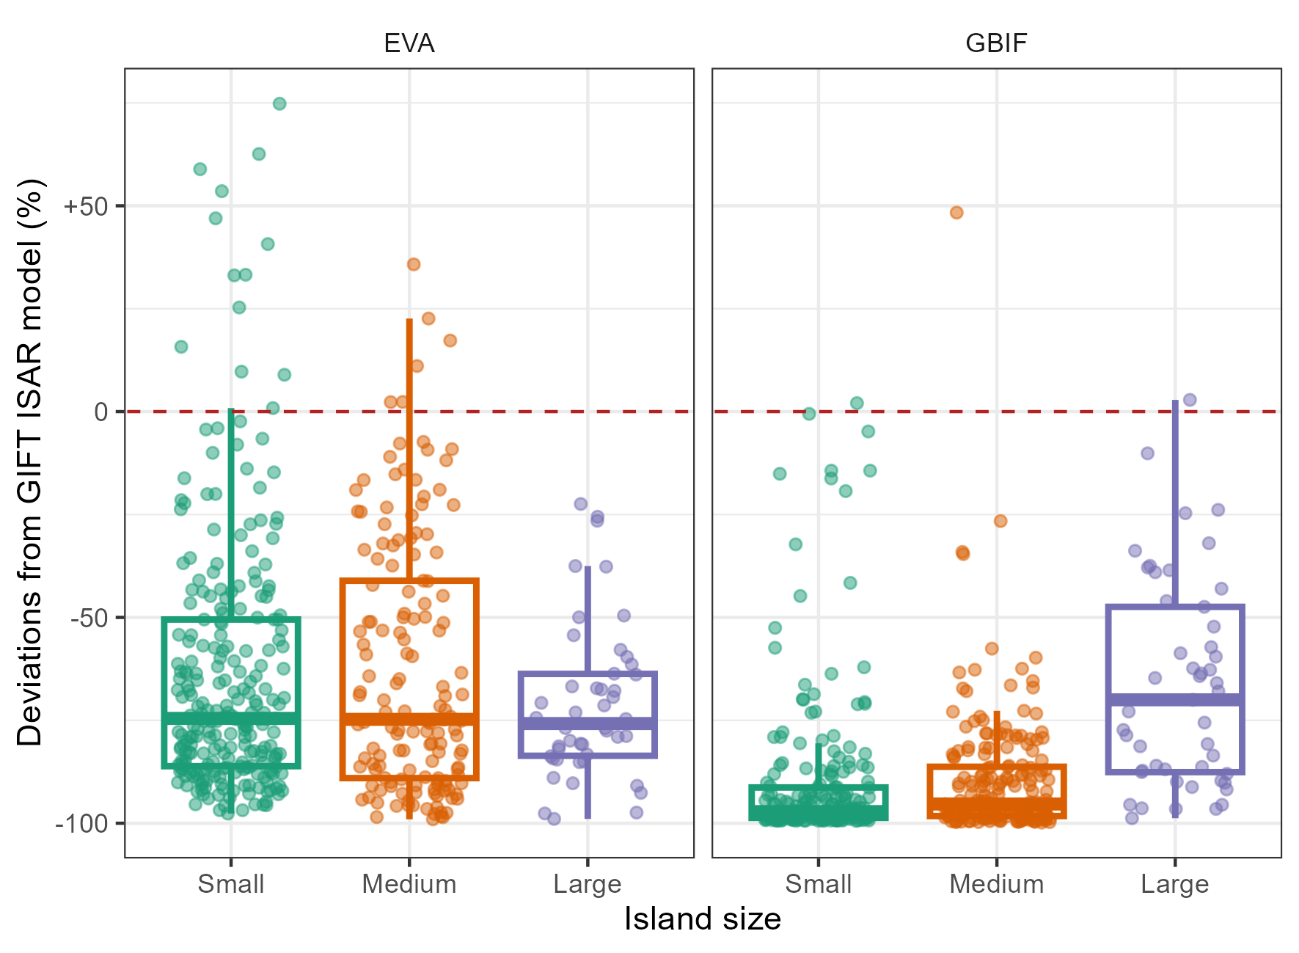 EVA
GBIF
Deviations from GIFT ISAR model (%)
+50
0
-50
-100
Small
Medium
Large
Small
Medium
Large
Island size